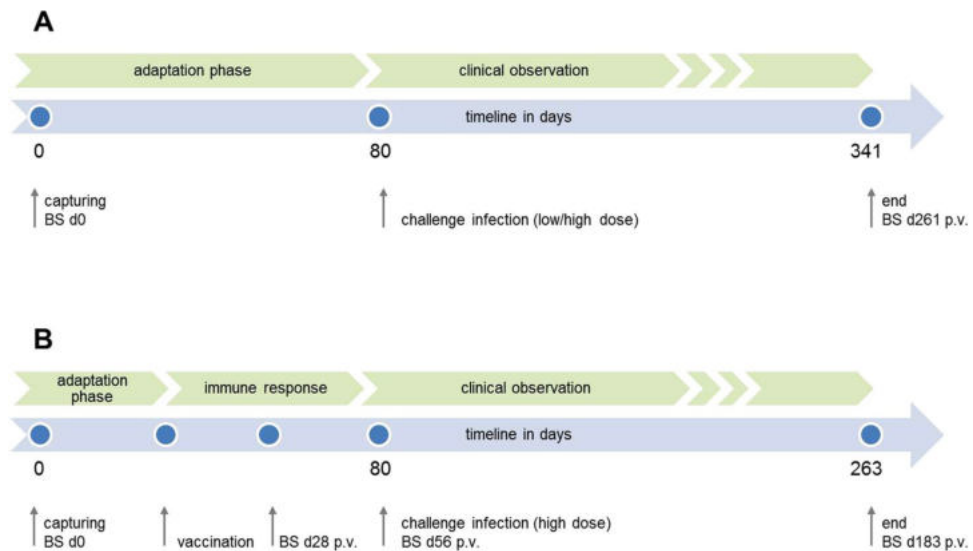 A
adaptation phase
clinical observation
timeline in days
0
80
341
capturing
BS d0
challenge infection (low/high dose)
end
BS d261 p.v.
B
adaptation
phase
immune response
clinical observation
timeline in days
0
80
263
capturing
BS d0
vaccination
BS d28 p.v.
challenge infection (high dose)
BS d56 p.v.
end
BS d183 p.v.